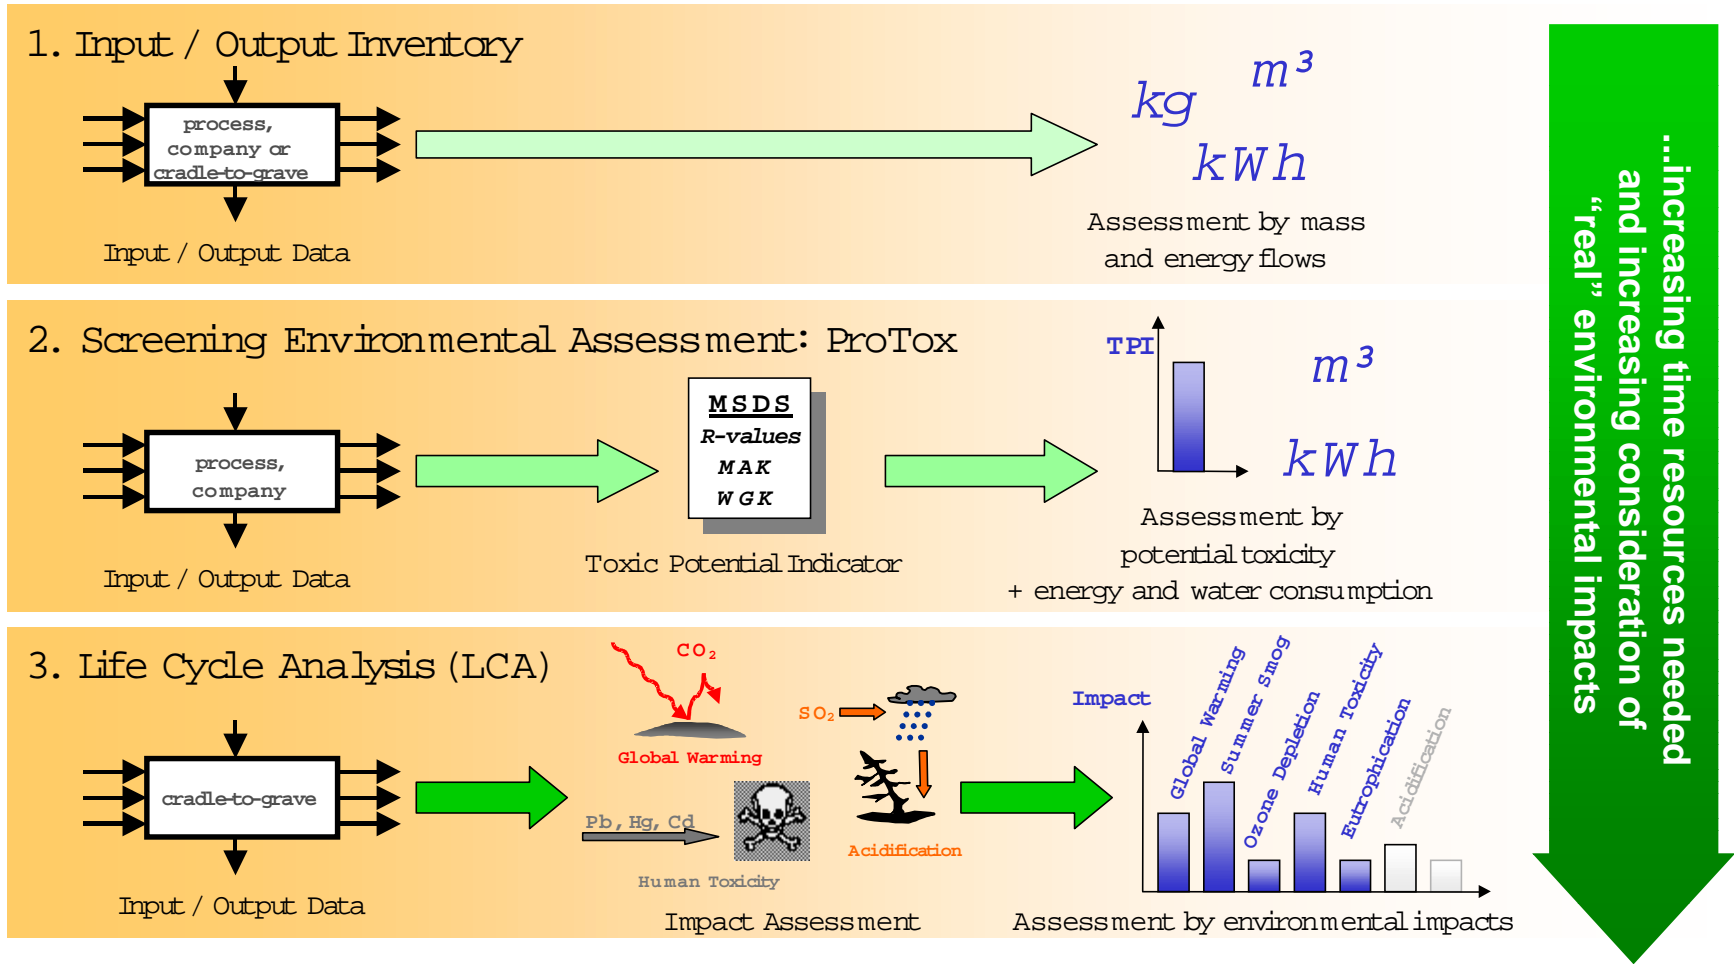 1. Input / Output Inventory
process,
company or
cradle-to-grave
Input / Output Data
kg
m³
kWh
Assessment by mass
and energy flows
2. Screening Environmental Assessment: ProTox
process,
company
Input / Output Data
MSDS
R-values
MAK
WGK
Toxic Potential Indicator
TPI
m³
kWh
Assessment by
potential toxicity
+ energy and water consumption
3. Life Cycle Analysis (LCA)
cradle-to-grave
Input / Output Data
CO₂
Global Warming
SO₂
Acidification
Pb, Hg, Cd
Human Toxicity
Impact Assessment
Impact
Global Warming
Summer Smog
Ozone Depletion
Human Toxicity
Eutrophication
Acidification
Assessment by environmental impacts
...increasing time resources needed
and increasing consideration of
“real” environmental impacts